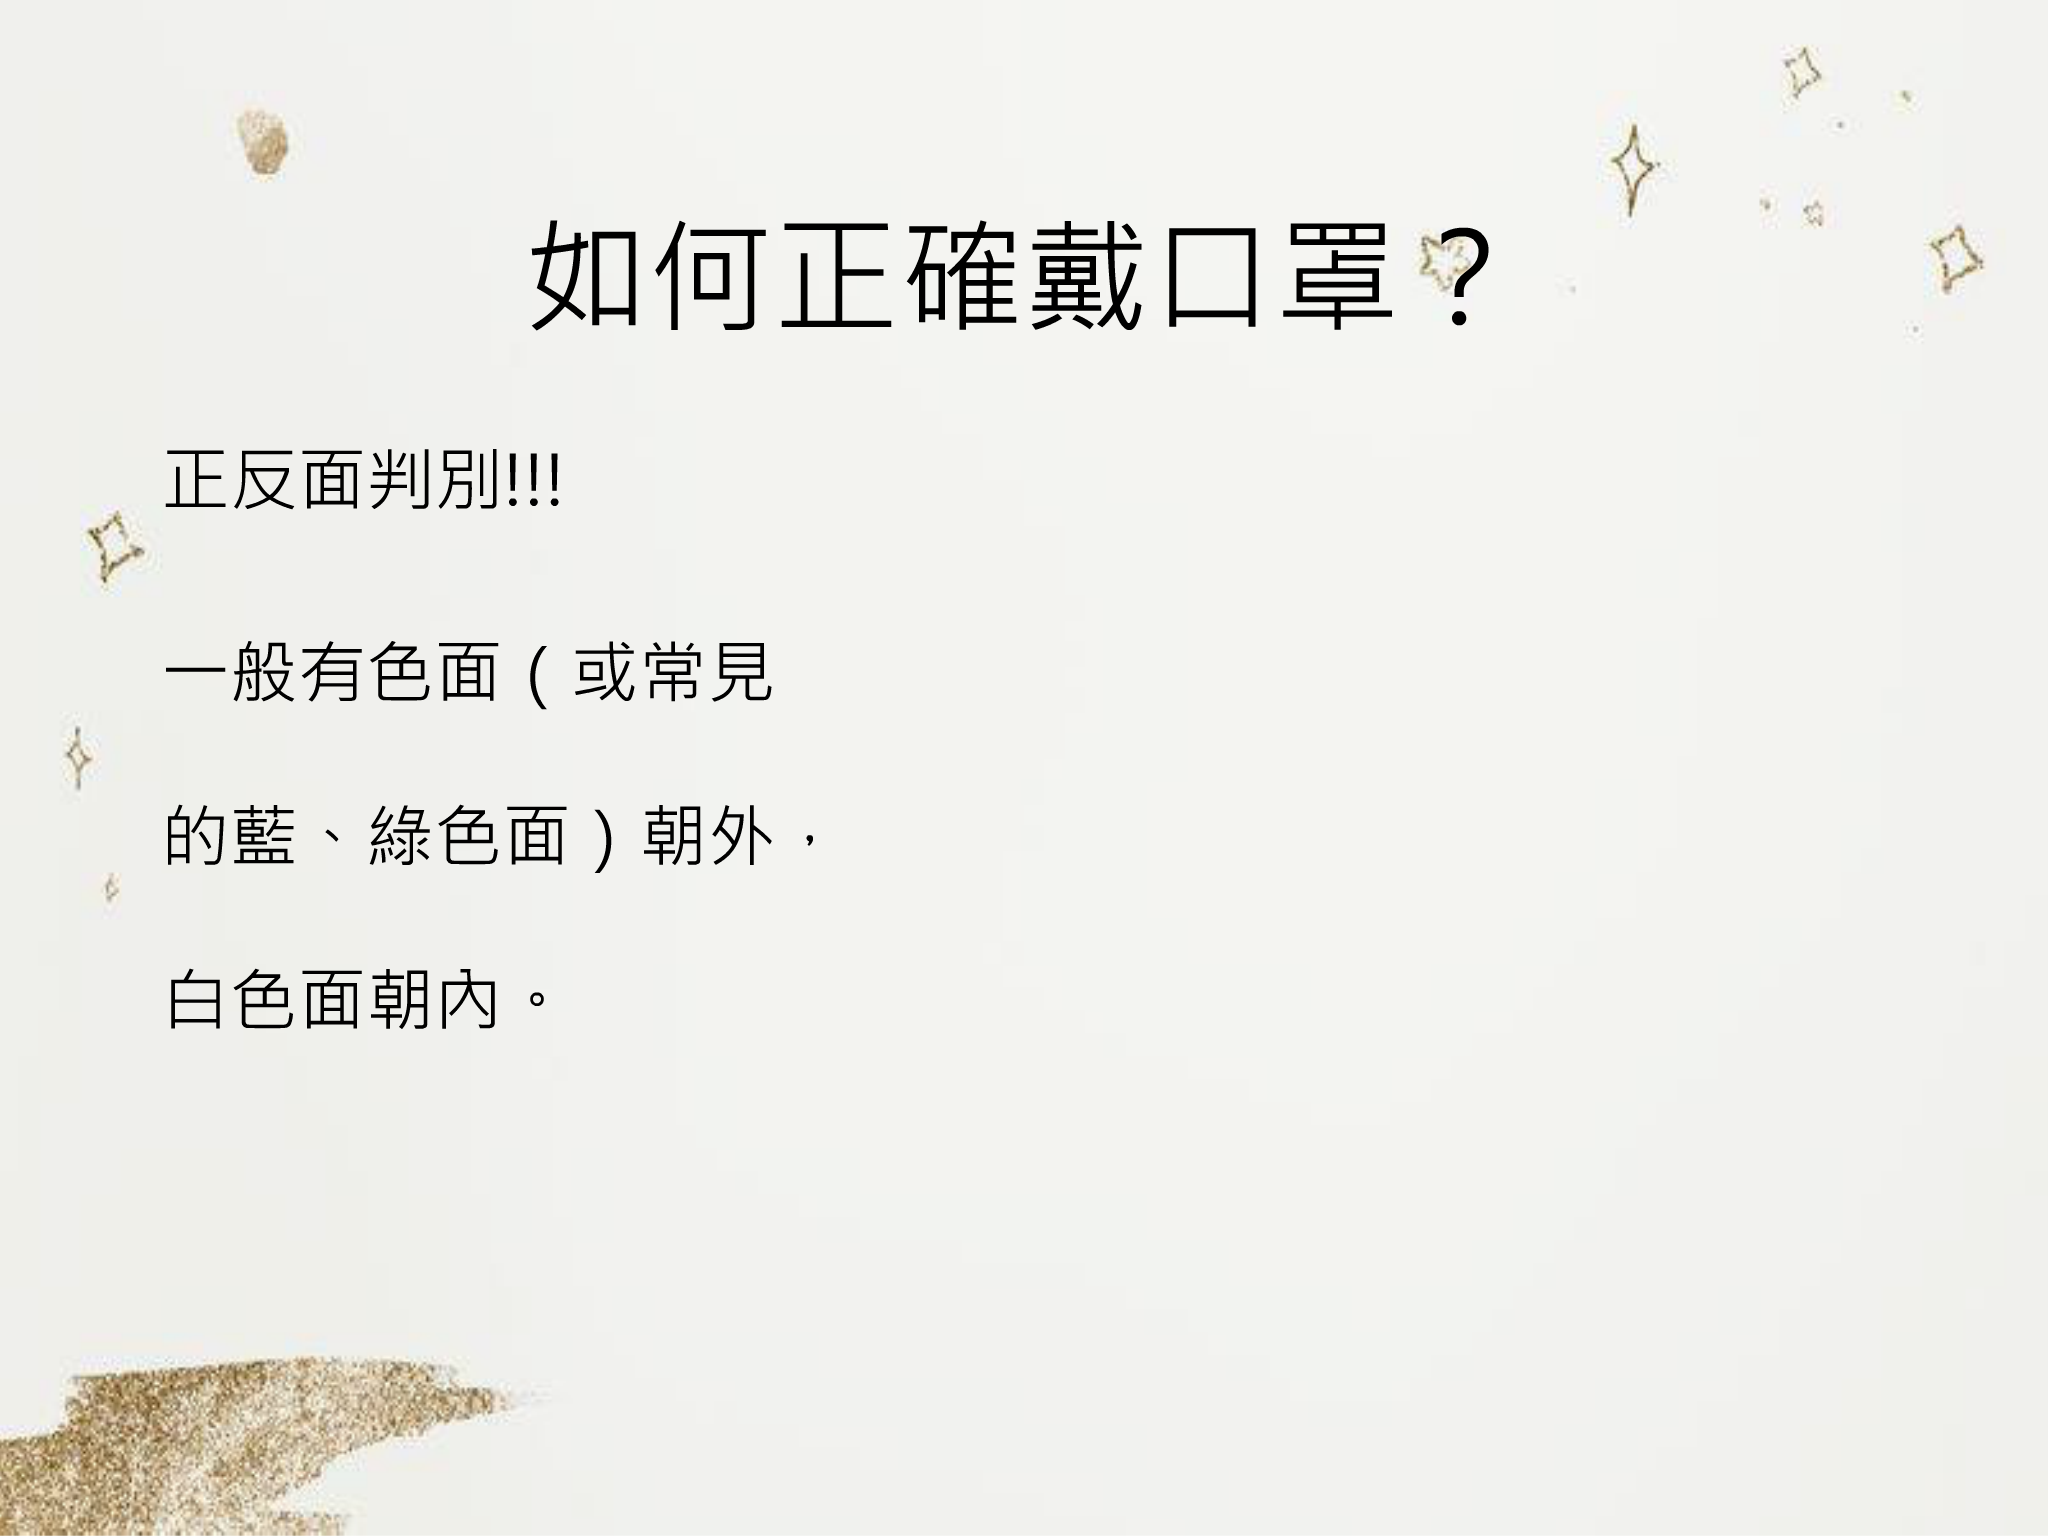 如何正確戴口罩？
正反面判別!!!
一般有色面（或常見
的藍、綠色面）朝外，
白色面朝內。